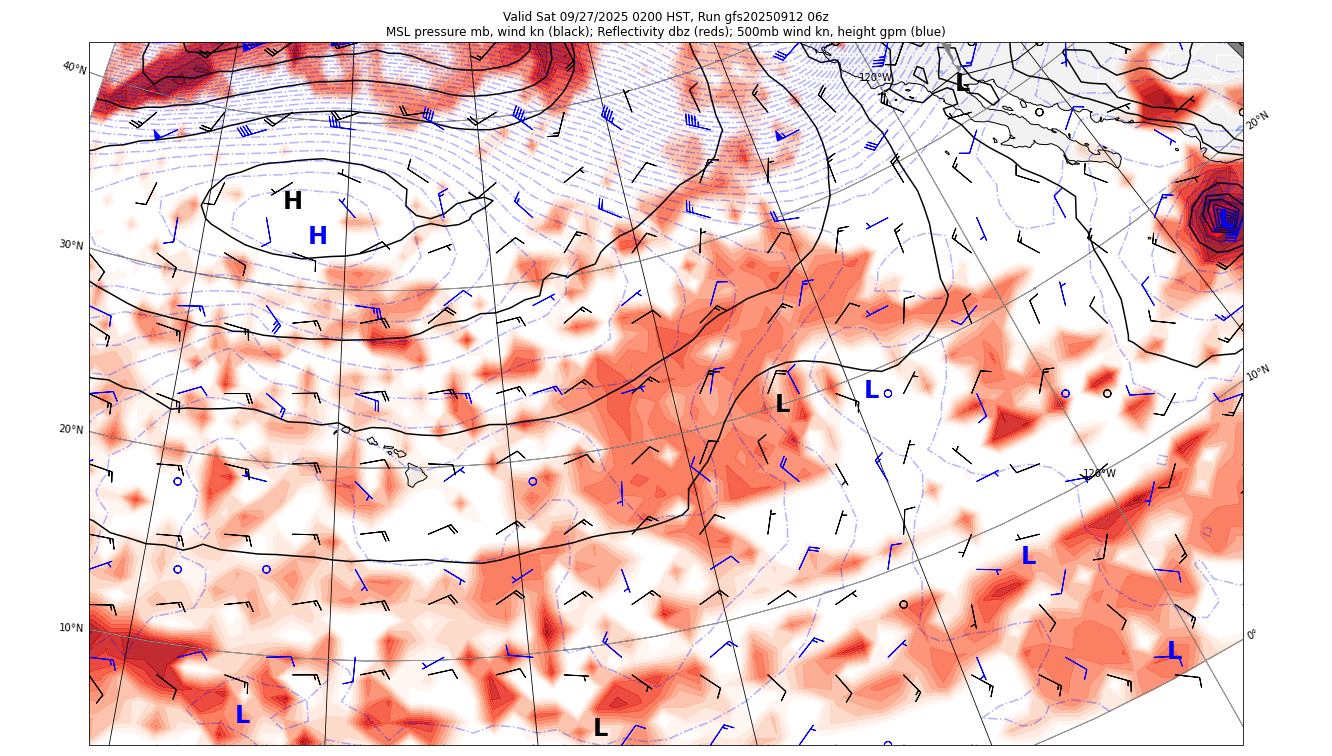 Valid Sat 09/27/2025 0200 HST, Run gfs20250912 06z
MSL pressure mb, wind kn (black); Reflectivity dbz (reds); 500mb wind kn, height gpm (blue)
40°N
120°W
L
20°N
H
H
L
30°N
10°N
L
L
20°N
120°W
L
10°N
0°
L
L
L